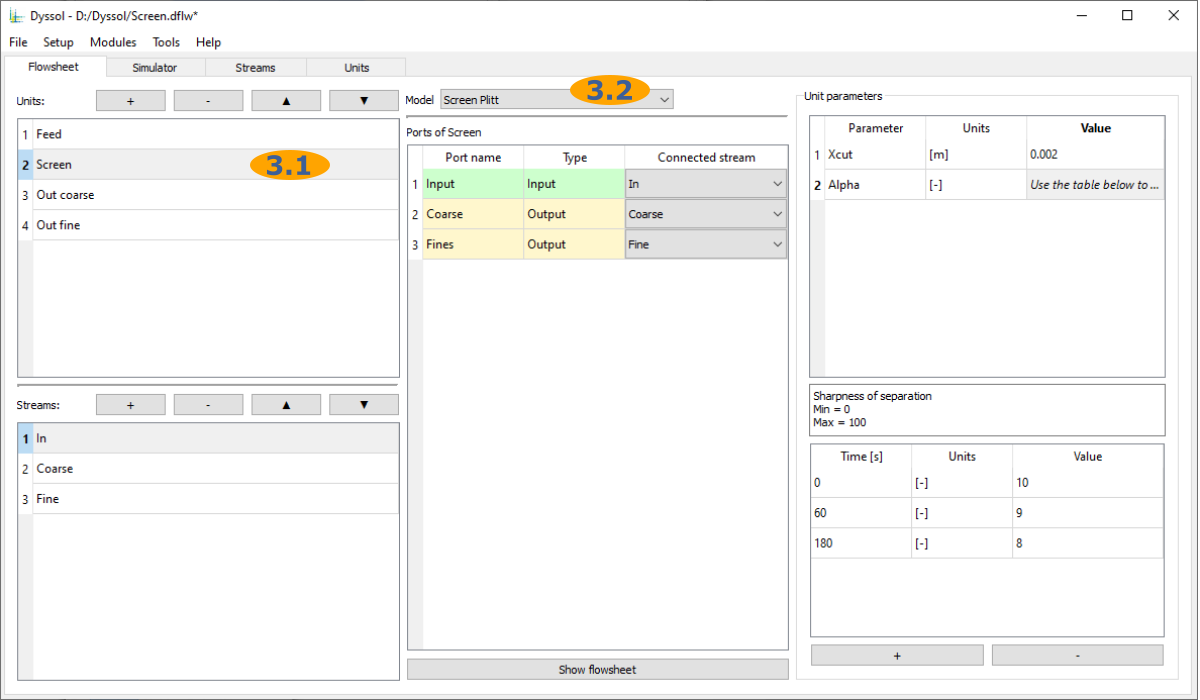 Dyssol - D:/Dyssol/Screen.dflw*
File Setup Modules Tools Help
Flowsheet Simulator Streams Units
Units: + - ▲ ▼
1 Feed
2 Screen 3.1
3 Out coarse
4 Out fine
Streams: + - ▲ ▼
1 In
2 Coarse
3 Fine
Model Screen Plitt 3.2
Ports of Screen
Port name Type Connected stream
1 Input Input In
2 Coarse Output Coarse
3 Fines Output Fine
Show flowsheet
Unit parameters
Parameter Units Value
1 Xcut [m] 0.002
2 Alpha [-] Use the table below to ...
Sharpness of separation
Min = 0
Max = 100
Time [s] Units Value
0 [-] 10
60 [-] 9
180 [-] 8
+ -